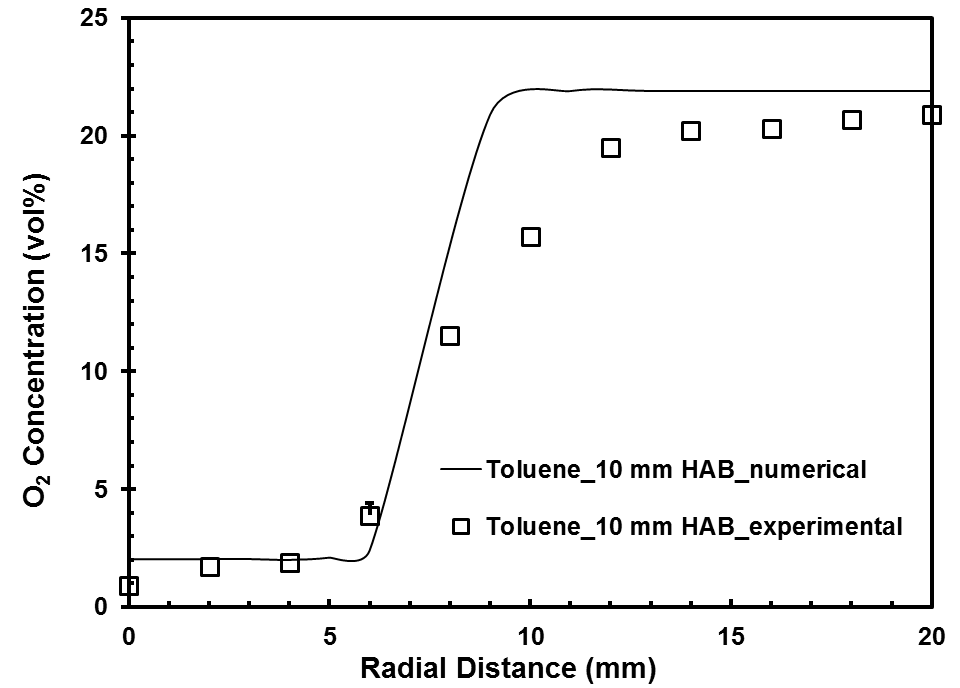 25
20
15
10
5
0
O₂ Concentration (vol%)
Toluene_10 mm HAB_numerical
Toluene_10 mm HAB_experimental
0 5 10 15 20
Radial Distance (mm)